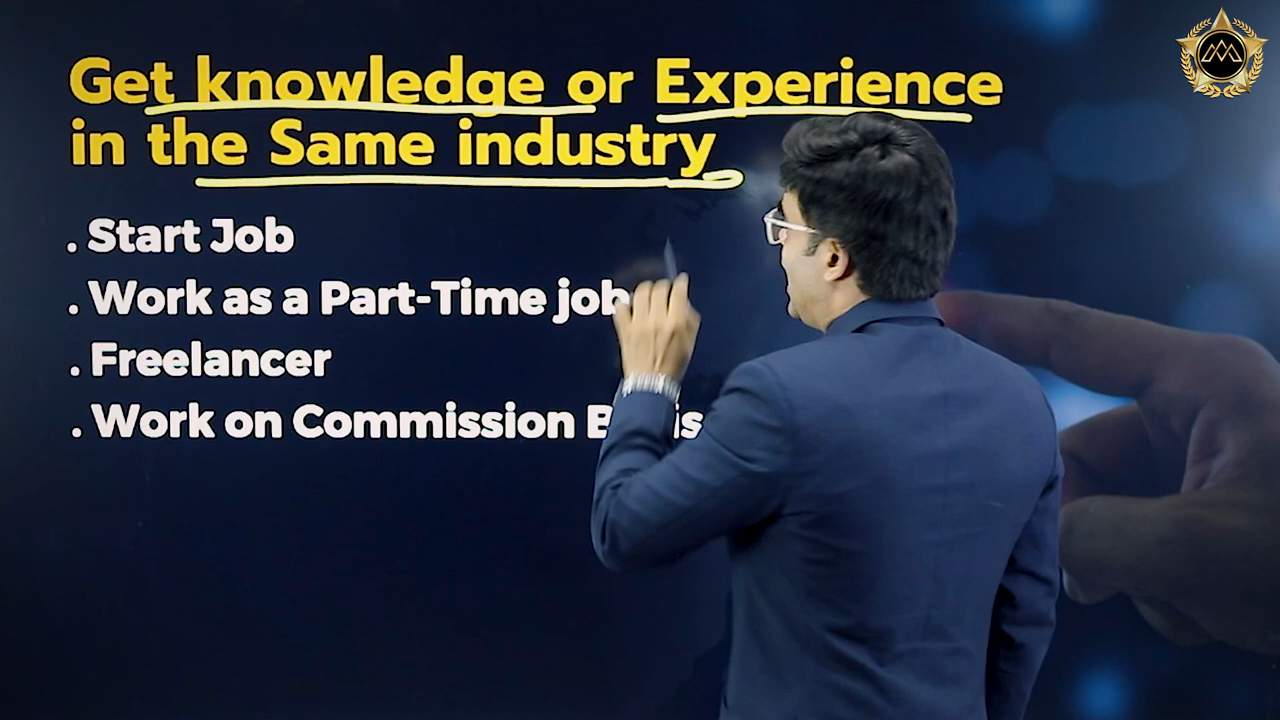 Get knowledge or Experience
in the Same industry
. Start Job
. Work as a Part-Time job
. Freelancer
. Work on Commission